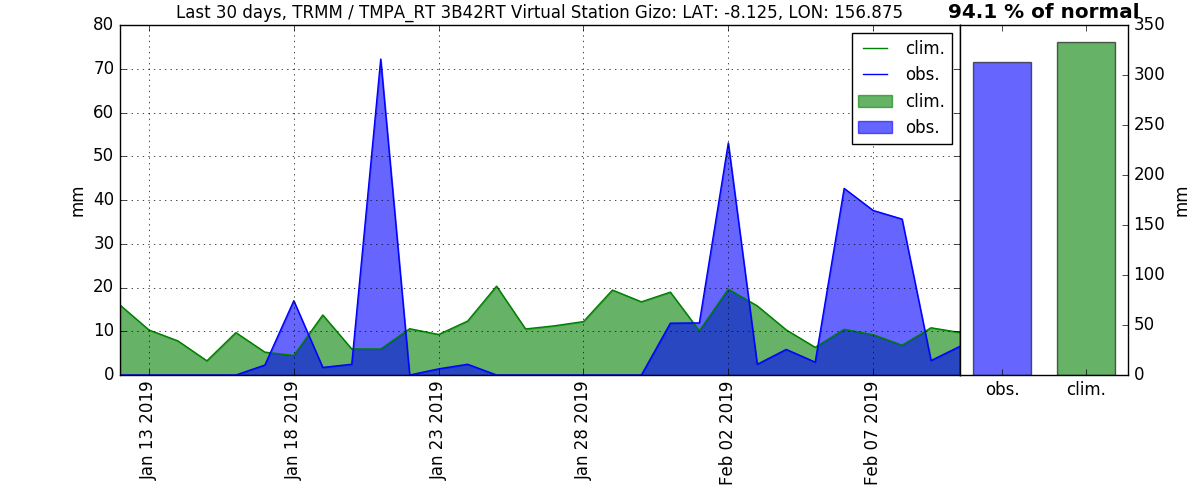 Last 30 days, TRMM / TMPA_RT 3B42RT Virtual Station Gizo: LAT: -8.125, LON: 156.875
94.1 % of normal
80
70
60
50
40
30
20
10
0
mm
clim.
obs.
clim.
obs.
Jan 13 2019
Jan 18 2019
Jan 23 2019
Jan 28 2019
Feb 02 2019
Feb 07 2019
350
300
250
200
150
100
50
0
mm
obs.
clim.